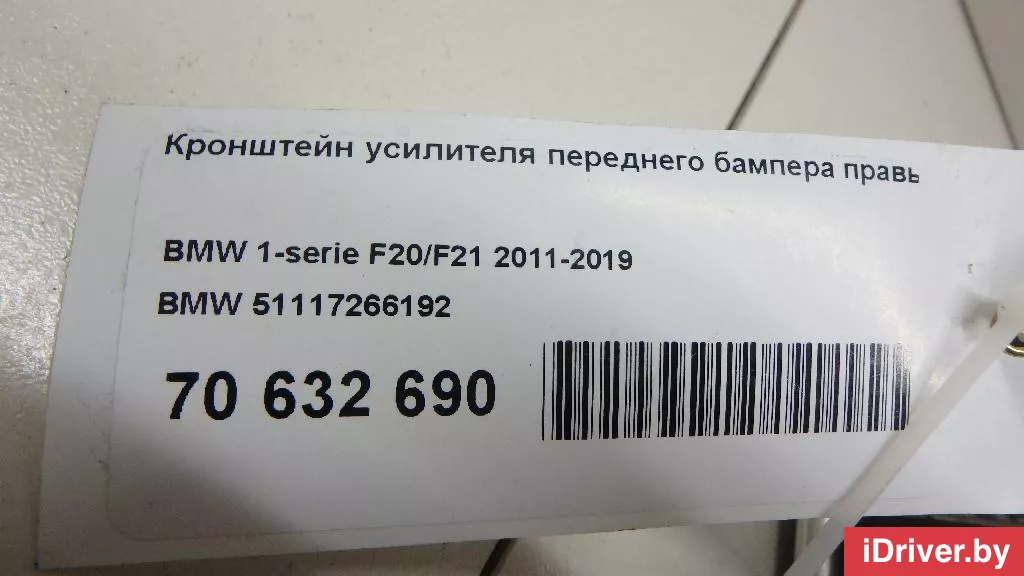 Кронштейн усилителя переднего бампера правь
BMW 1-serie F20/F21 2011-2019
BMW 51117266192
70 632 690
iDriver.by